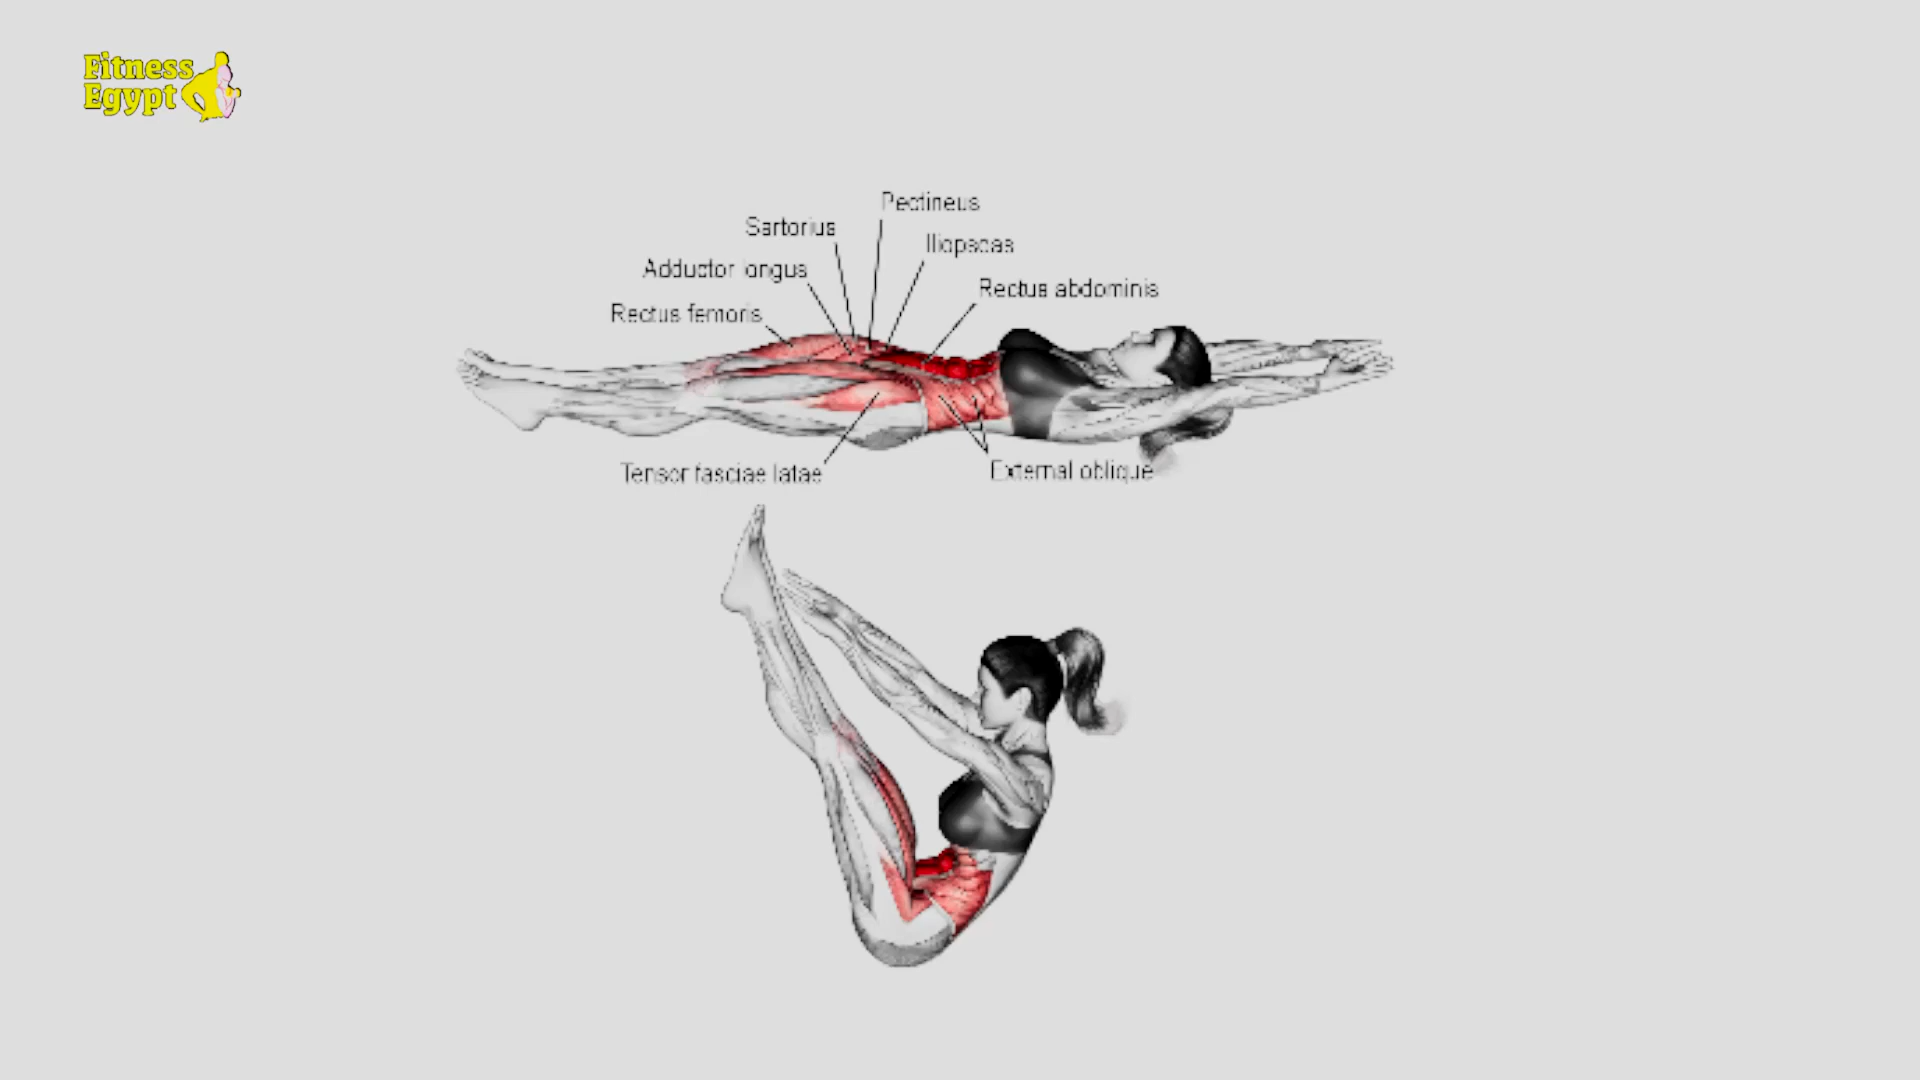 Fitness
Egypt
Pectineus
Sartorius
Iliopsoas
Adductor longus
Rectus abdominis
Rectus femoris
Tensor fasciae latae
External oblique